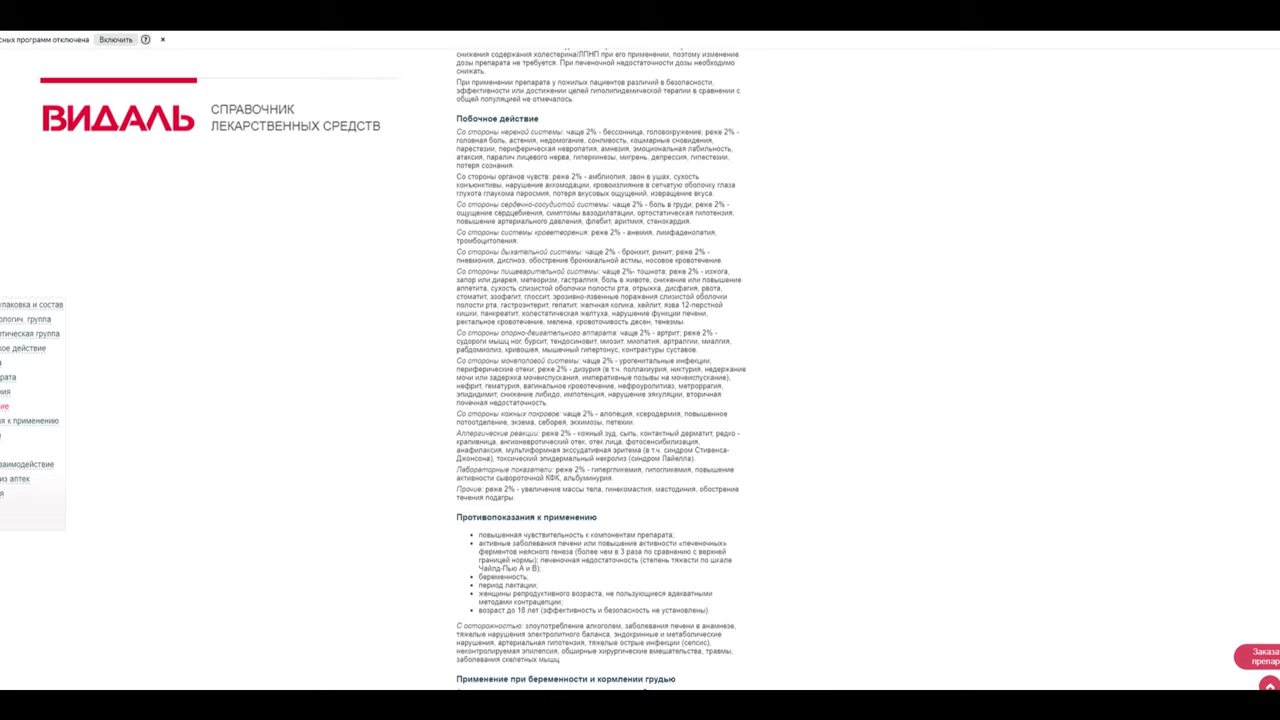 сных программ отключена Включить ? ×
ВИДАЛЬ
СПРАВОЧНИК
ЛЕКАРСТВЕННЫХ СРЕДСТВ
упаковка и состав
ологич. группа
тическая группа
кое действие
а
рата
ния
ие
я к применению
и
заимодействие
из аптек
я
снижения содержания холестерина/ЛПНП при его применении, поэтому изменение
дозы препарата не требуется. При печеночной недостаточности дозы необходимо
снижать.
При применении препарата у пожилых пациентов различий в безопасности,
эффективности или достижении целей гиполипидемической терапии в сравнении с
общей популяцией не отмечалось.
Побочное действие
Со стороны нервной системы: чаще 2% - бессонница, головокружение; реже 2% -
головная боль, астения, недомогание, сонливость, кошмарные сновидения,
парестезии, периферическая невропатия, амнезия, эмоциональная лабильность,
атаксия, паралич лицевого нерва, гиперкинезы, мигрень, депрессия, гипестезии,
потеря сознания.
Со стороны органов чувств: реже 2% - амблиопия, звон в ушах, сухость
конъюнктивы, нарушение аккомодации, кровоизлияние в сетчатую оболочку глаза
глухота глаукома паросмия, потеря вкусовых ощущений, извращение вкуса.
Со стороны сердечно-сосудистой системы: чаще 2% - боль в груди; реже 2% -
ощущение сердцебиения, симптомы вазодилатации, ортостатическая гипотензия,
повышение артериального давления, флебит, аритмия, стенокардия.
Со стороны системы кроветворения: реже 2% - анемия, лимфаденопатия,
тромбоцитопения.
Со стороны дыхательной системы: чаще 2% - бронхит, ринит; реже 2% -
пневмония, диспноэ, обострение бронхиальной астмы, носовое кровотечение.
Со стороны пищеварительной системы: чаще 2%- тошнота; реже 2% - изжога,
запор или диарея, метеоризм, гастралгия, боль в животе, снижение или повышение
аппетита, сухость слизистой оболочки полости рта, отрыжка, дисфагия, рвота,
стоматит, эзофагит, глоссит, эрозивно-язвенные поражения слизистой оболочки
полости рта, гастроэнтерит, гепатит, желчная колика, хейлит, язва 12-перстной
кишки, панкреатит, холестатическая желтуха, нарушение функции печени,
ректальное кровотечение, мелена, кровоточивость десен, тенезмы.
Со стороны опорно-двигательного аппарата: чаще 2% - артрит; реже 2% -
судороги мышц ног, бурсит, тендосиновит, миозит, миопатия, артралгии, миалгия,
рабдомиолиз, кривошея, мышечный гипертонус, контрактуры суставов.
Со стороны мочеполовой системы: чаще 2% - урогенитальные инфекции,
периферические отеки; реже 2% - дизурия (в т.ч. поллакиурия, никтурия, недержание
мочи или задержка мочеиспускания, императивные позывы на мочеиспускание),
нефрит, гематурия, вагинальное кровотечение, нефроуролитиаз, метроррагия,
эпидидимит, снижение либидо, импотенция, нарушение эякуляции, вторичная
почечная недостаточность.
Со стороны кожных покровов: чаще 2% - алопеция, ксеродермия, повышенное
потоотделение, экзема, себорея, экхимозы, петехии.
Аллергические реакции: реже 2% - кожный зуд, сыпь, контактный дерматит, редко -
крапивница, ангионевротический отек, отек лица, фотосенсибилизация,
анафилаксия, мультиформная экссудативная эритема (в т.ч. синдром Стивенса-
Джонсона), токсический эпидермальный некролиз (синдром Лайелла).
Лабораторные показатели: реже 2% - гипергликемия, гипогликемия, повышение
активности сывороточной КФК, альбуминурия.
Прочие: реже 2% - увеличение массы тела, гинекомастия, мастодиния, обострение
течения подагры.
Противопоказания к применению
• повышенная чувствительность к компонентам препарата;
• активные заболевания печени или повышение активности «печеночных»
ферментов неясного генеза (более чем в 3 раза по сравнению с верхней
границей нормы); печеночная недостаточность (степень тяжести по шкале
Чайлд-Пью А и В);
• беременность;
• период лактации;
• женщины репродуктивного возраста, не пользующиеся адекватными
методами контрацепции;
• возраст до 18 лет (эффективность и безопасность не установлены).
С осторожностью: злоупотребление алкоголем, заболевания печени в анамнезе,
тяжелые нарушения электролитного баланса, эндокринные и метаболические
нарушения, артериальная гипотензия, тяжелые острые инфекции (сепсис),
неконтролируемая эпилепсия, обширные хирургические вмешательства, травмы,
заболевания скелетных мышц.
Применение при беременности и кормлении грудью
Заказа
препар